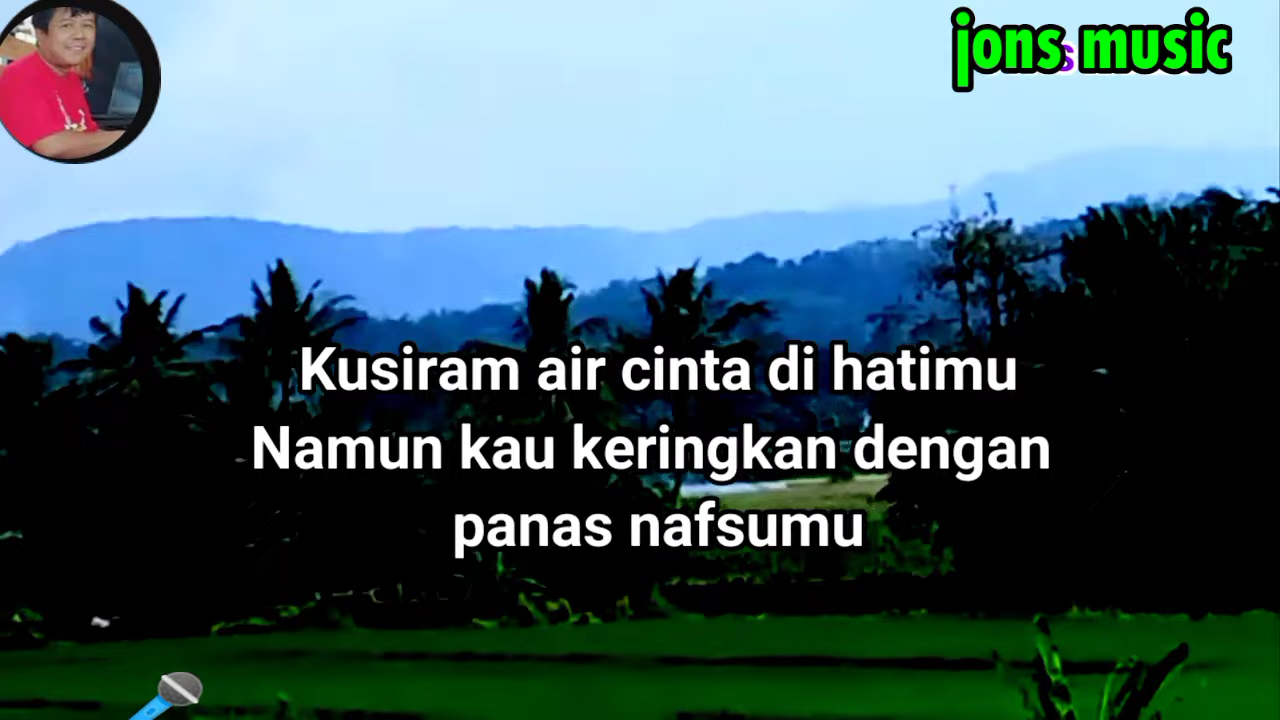 jons music
Kusiram air cinta di hatimu
Namun kau keringkan dengan
panas nafsumu